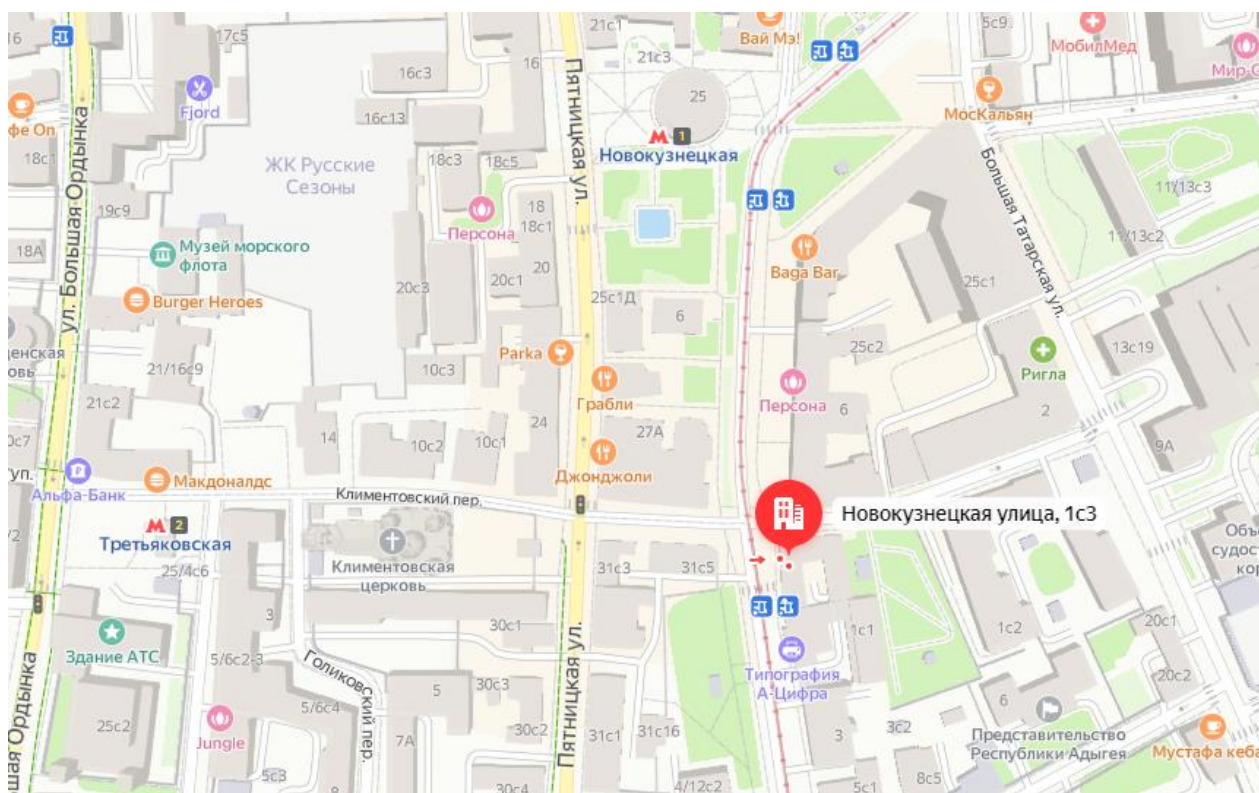 16
17с5
21с1
Вай Мэ!
21с3
5с9
МобилМед
Мир-С
16с3
16
Fjord
фе On
25
МосКальян
16с13
М 1
Новокузнецкая
Пятницкая ул.
18с1
18с3
18с5
ЖК Русские
Сезоны
ул. Большая Ордынка
Большая Татарская ул.
11/13с3
19с9
Персона
18
18с1
18А
Музей морского
флота
11/13с2
Baga Bar
20с3
20с1
20
25с1
Burger Heroes
25с1Д
6
25с2
13с19
Parka
21/16с9
10с3
Ригла
Грабли
Персона
6
2
21с2
24
27А
14
10с2
10с1
9А
Джонджоли
Альфа-Банк
Макдоналдс
Климентовский пер.
Новокузнецкая улица, 1с3
М 2
Третьяковская
Климентовская
церковь
25/4с6
31с3
31с5
3
30с1
1с1
1с2
20с1
Здание АТС
5/6с2-3
Голиковский пер.
Пятницкая ул.
Типография
А-Цифра
5
30с3
20с2
5/6с4
6
25с2
Jungle
7А
30с2
31с1
31с16
3
3с2
Представительство
Республики Адыгея
Мустафа кеба
5с3
8
30с4
4/12с2
5с1
8с5